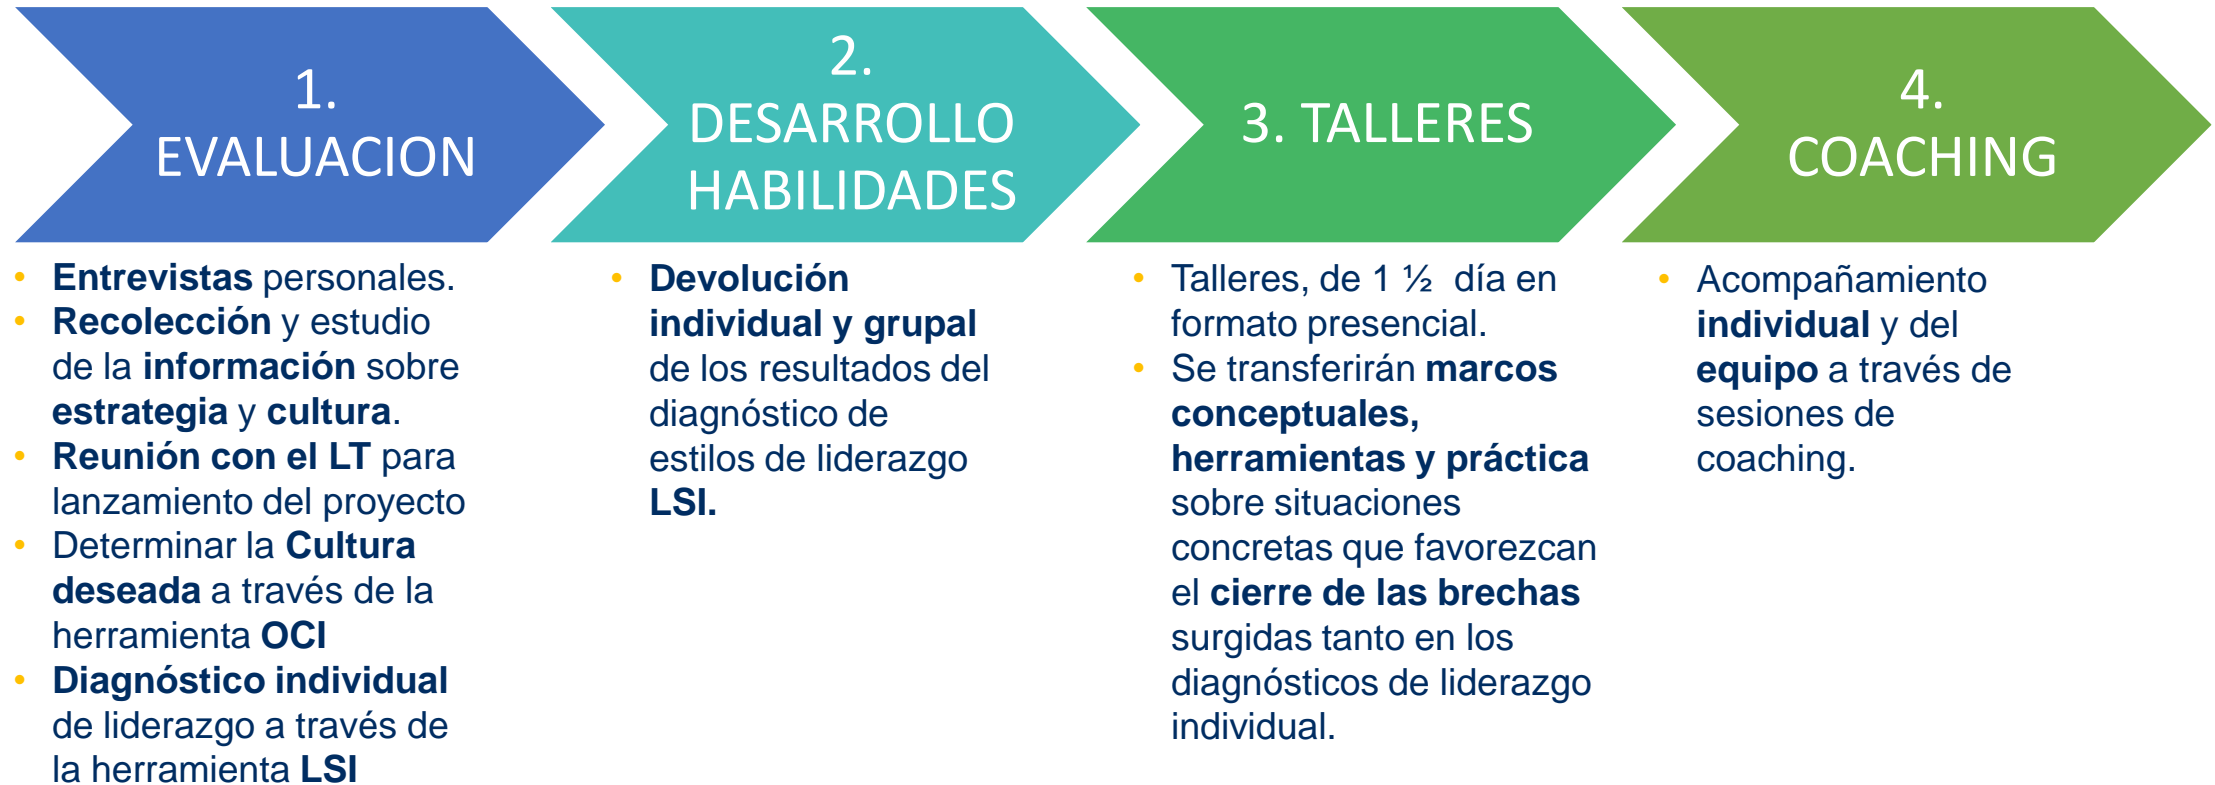 1.
EVALUACION
• Entrevistas personales.
• Recolección y estudio
de la información sobre
estrategia y cultura.
• Reunión con el LT para
lanzamiento del proyecto
• Determinar la Cultura
deseada a través de la
herramienta OCI
• Diagnóstico individual
de liderazgo a través de
la herramienta LSI
2.
DESARROLLO
HABILIDADES
• Devolución
individual y grupal
de los resultados del
diagnóstico de
estilos de liderazgo
LSI.
3. TALLERES
• Talleres, de 1 ½ día en
formato presencial.
• Se transferirán marcos
conceptuales,
herramientas y práctica
sobre situaciones
concretas que favorezcan
el cierre de las brechas
surgidas tanto en los
diagnósticos de liderazgo
individual.
4.
COACHING
• Acompañamiento
individual y del
equipo a través de
sesiones de
coaching.